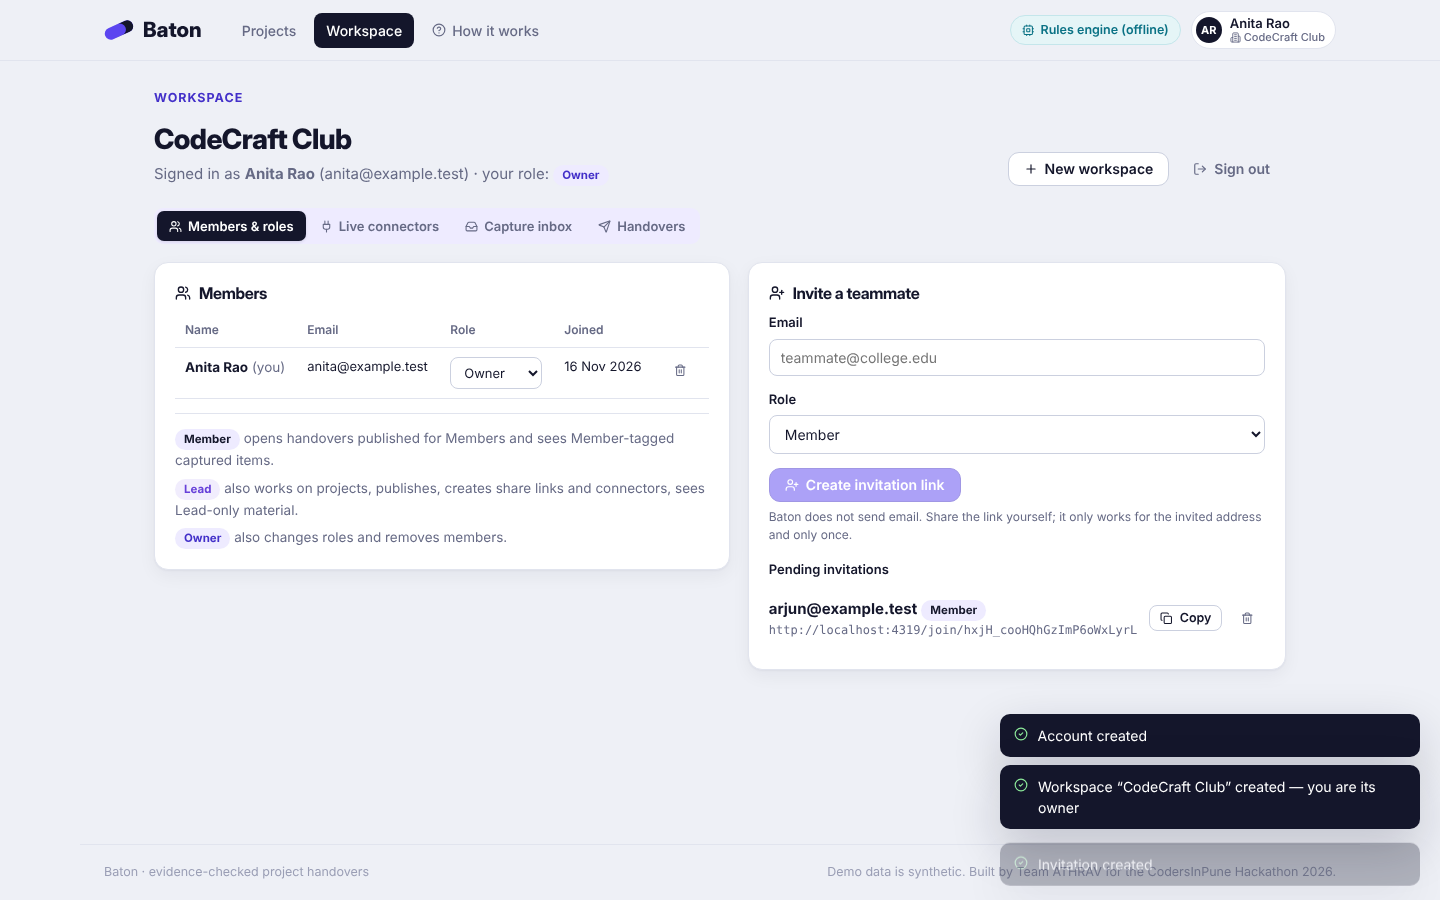 Baton
Projects
Workspace
How it works
Rules engine (offline)
AR
Anita Rao
CodeCraft Club
WORKSPACE
CodeCraft Club
Signed in as Anita Rao (anita@example.test) · your role: Owner
New workspace
Sign out
Members & roles
Live connectors
Capture inbox
Handovers
Members
Name Email Role Joined
Anita Rao (you) anita@example.test Owner 16 Nov 2026
Member opens handovers published for Members and sees Member-tagged
captured items.
Lead also works on projects, publishes, creates share links and connectors, sees
Lead-only material.
Owner also changes roles and removes members.
Invite a teammate
Email
teammate@college.edu
Role
Member
Create invitation link
Baton does not send email. Share the link yourself; it only works for the invited address
and only once.
Pending invitations
arjun@example.test Member
http://localhost:4319/join/hxjH_cooHQhGzImP6oWxLyrL
Copy
Account created
Workspace “CodeCraft Club” created — you are its
owner
Invitation created
Baton · evidence-checked project handovers
Demo data is synthetic. Built by Team ATHRAV for the CodersInPune Hackathon 2026.